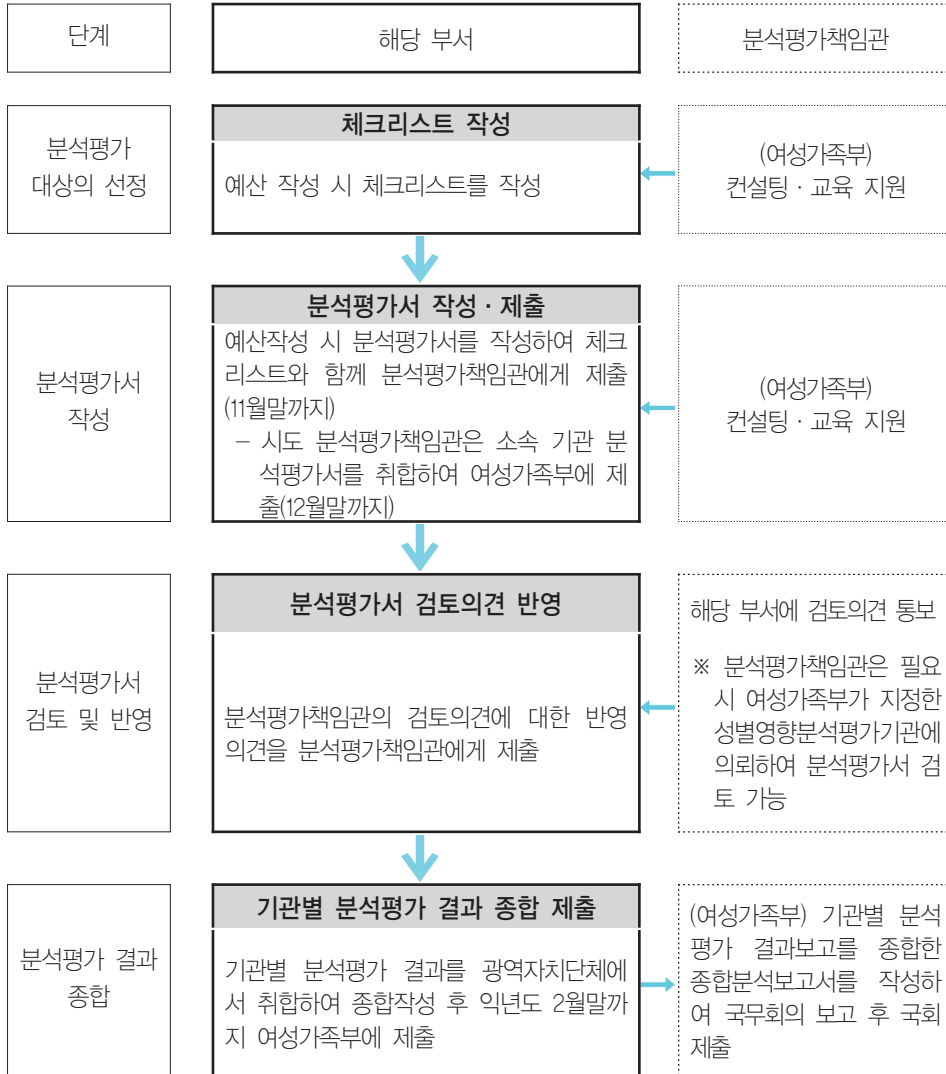 단계
해당 부서
분석평가책임관
분석평가
대상의 선정
체크리스트 작성
예산 작성 시 체크리스트를 작성
(여성가족부)
컨설팅 · 교육 지원
분석평가서
작성
분석평가서 작성 · 제출
예산작성 시 분석평가서를 작성하여 체크
리스트와 함께 분석평가책임관에게 제출
(11월말까지)
− 시도 분석평가책임관은 소속 기관 분
석평가서를 취합하여 여성가족부에 제
출(12월말까지)
(여성가족부)
컨설팅 · 교육 지원
분석평가서
검토 및 반영
분석평가서 검토의견 반영
분석평가책임관의 검토의견에 대한 반영
의견을 분석평가책임관에게 제출
해당 부서에 검토의견 통보
※ 분석평가책임관은 필요
시 여성가족부가 지정한
성별영향분석평가기관에
의뢰하여 분석평가서 검
토 가능
분석평가 결과
종합
기관별 분석평가 결과 종합 제출
기관별 분석평가 결과를 광역자치단체에
서 취합하여 종합작성 후 익년도 2월말까
지 여성가족부에 제출
(여성가족부) 기관별 분석
평가 결과보고를 종합한
종합분석보고서를 작성하
여 국무회의 보고 후 국회
제출